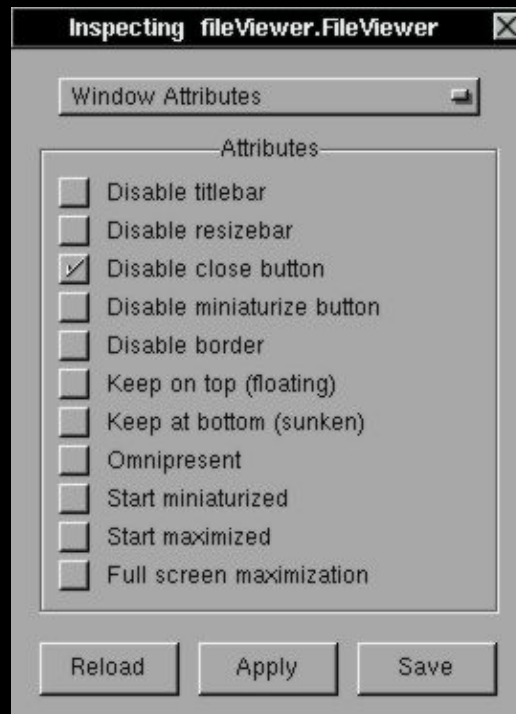 Inspecting fileViewer.FileViewer
Window Attributes
Attributes
Disable titlebar
Disable resizebar
Disable close button
Disable miniaturize button
Disable border
Keep on top (floating)
Keep at bottom (sunken)
Omnipresent
Start miniaturized
Start maximized
Full screen maximization
Reload Apply Save